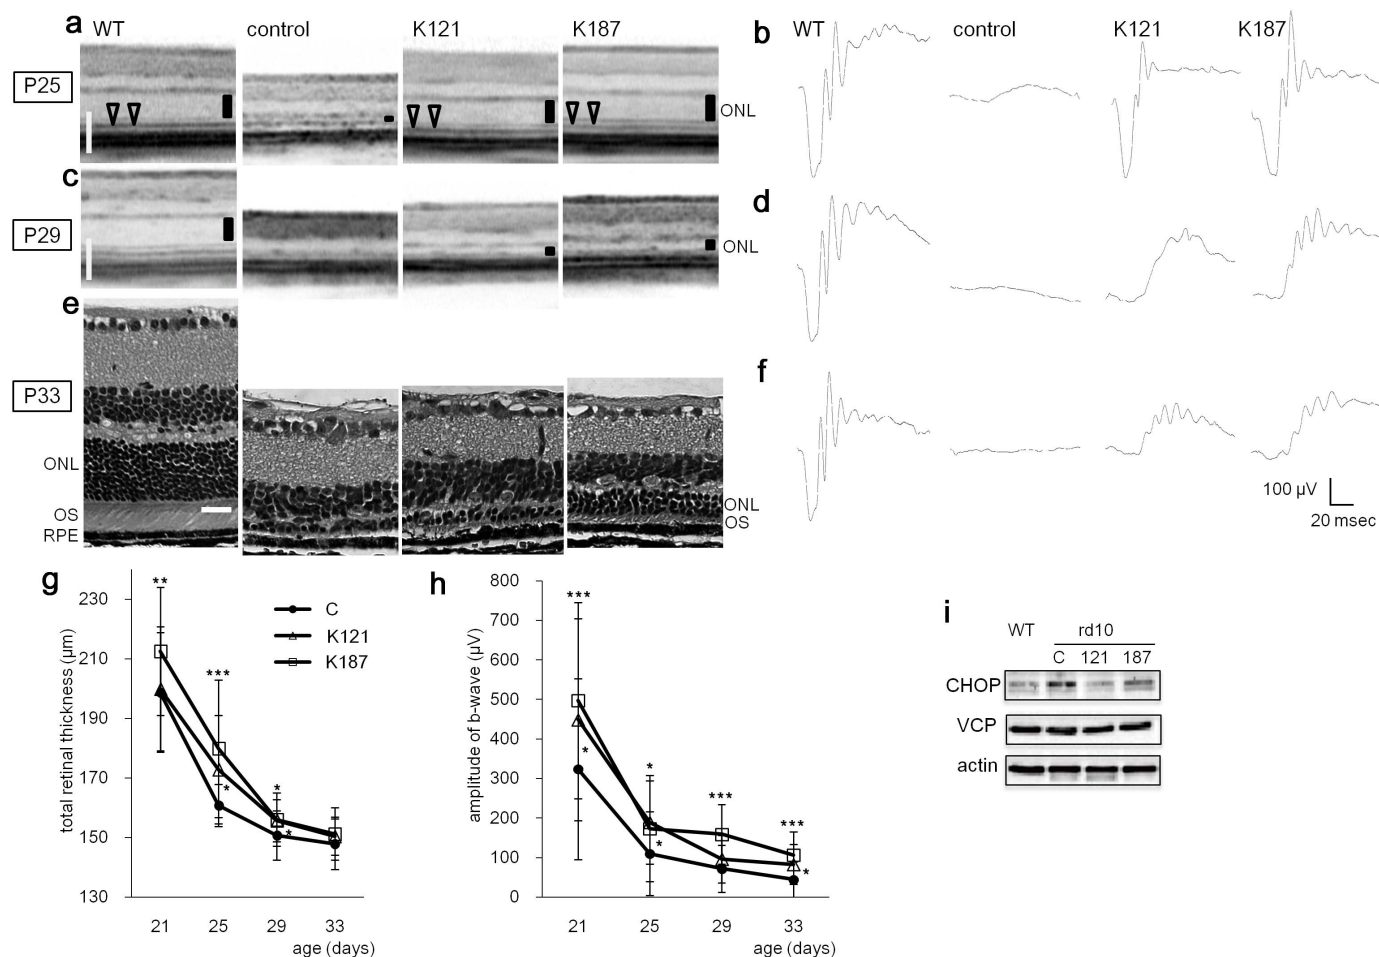 a WT control K121 K187
b WT control K121 K187
P25
ONL
c
d
P29
ONL
e
f
P33
ONL
OS
RPE
ONL
OS
100 µV
20 msec
g
**
230
C
K121
K187
210
***
190
170
*
*
*
150
130
total retinal thickness (µm)
21 25 29 33
age (days)
h
800
***
700
600
500
400
*
300
*
200
***
***
*
100
*
0
amplitude of b-wave (µV)
21 25 29 33
age (days)
i
WT rd10
C 121 187
CHOP
VCP
actin